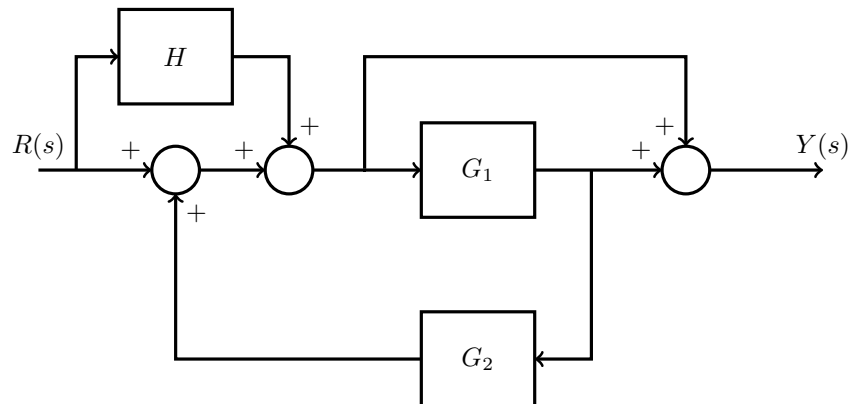 H
+
R(s)
+
+
+
+
G₁
+
Y(s)
+
G₂